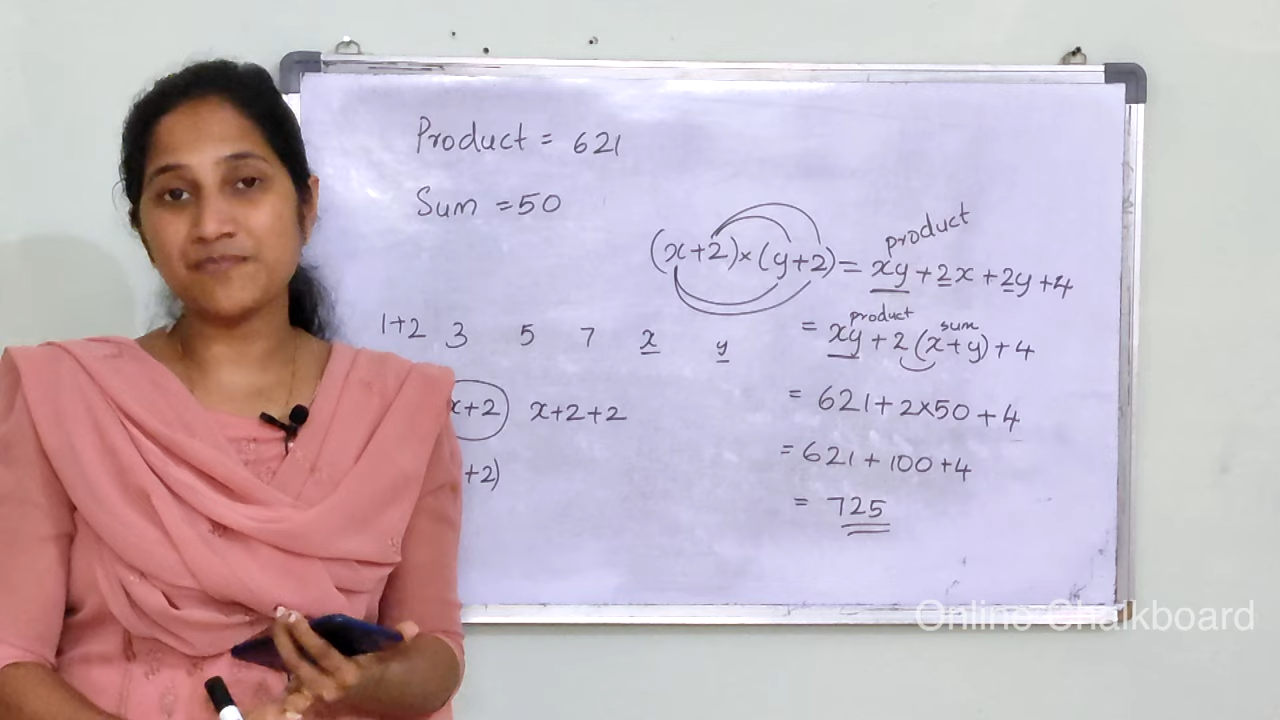 Product = 621
Sum = 50
product
(x+2)×(y+2) = xy + 2x + 2y + 4
product sum
= xy + 2(x+y) + 4
1+2 3 5 7 x y
= 621 + 2×50 + 4
x+2 x+2+2
= 621 + 100 + 4
+2)
= 725
Online Chalkboard